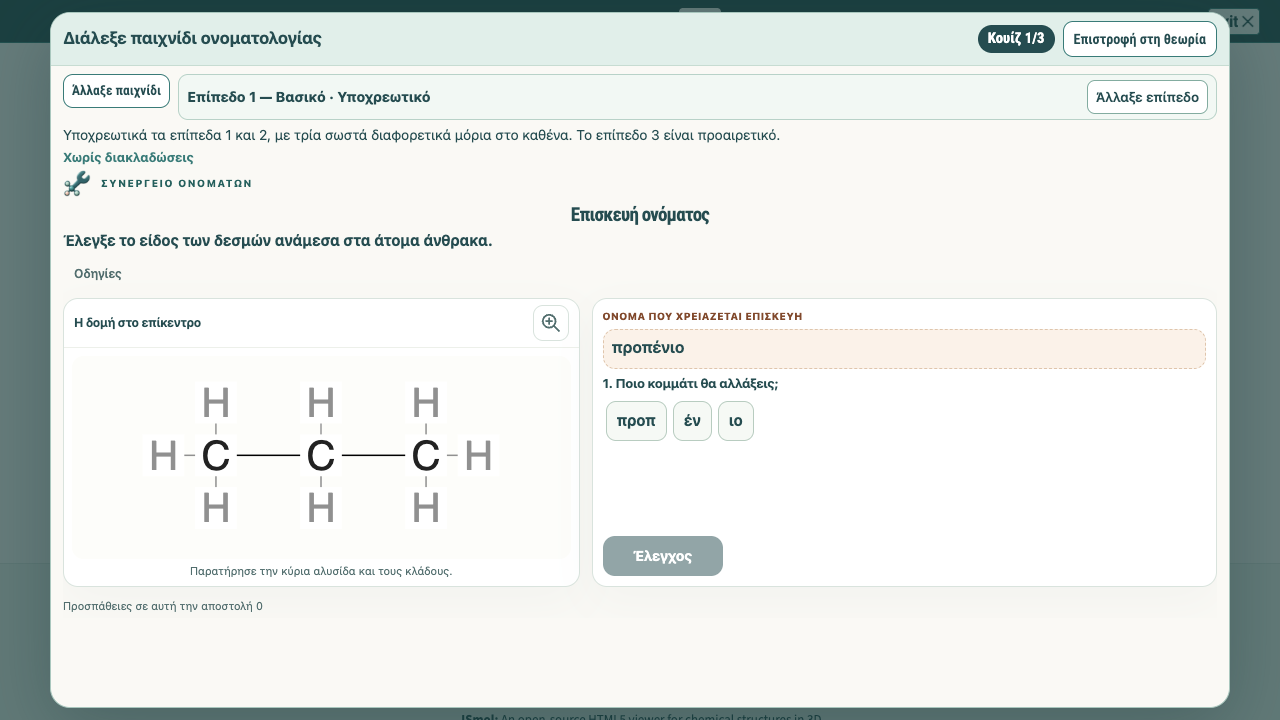 Διάλεξε παιχνίδι ονοματολογίας
Κουίζ 1/3
Επιστροφή στη θεωρία
Άλλαξε παιχνίδι
Επίπεδο 1 — Βασικό · Υποχρεωτικό
Άλλαξε επίπεδο
Υποχρεωτικά τα επίπεδα 1 και 2, με τρία σωστά διαφορετικά μόρια στο καθένα. Το επίπεδο 3 είναι προαιρετικό.
Χωρίς διακλαδώσεις
ΣΥΝΕΡΓΕΙΟ ΟΝΟΜΑΤΩΝ
Επισκευή ονόματος
Έλεγξε το είδος των δεσμών ανάμεσα στα άτομα άνθρακα.
Οδηγίες
Η δομή στο επίκεντρο
H H H
H C C C H
H H H
Παρατήρησε την κύρια αλυσίδα και τους κλάδους.
ΟΝΟΜΑ ΠΟΥ ΧΡΕΙΑΖΕΤΑΙ ΕΠΙΣΚΕΥΗ
προπένιο
1. Ποιο κομμάτι θα αλλάξεις;
προπ έν ιο
Έλεγχος
Προσπάθειες σε αυτή την αποστολή 0